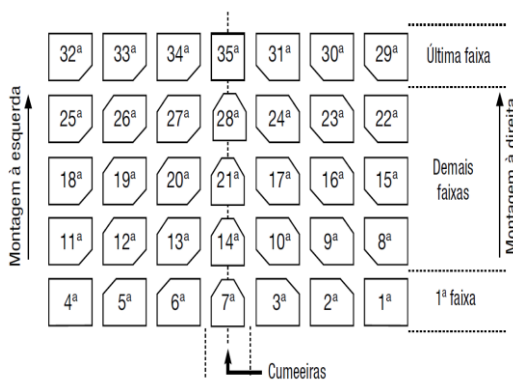 32ª 33ª 34ª 35ª 31ª 30ª 29ª
Última faixa
25ª 26ª 27ª 28ª 24ª 23ª 22ª
18ª 19ª 20ª 21ª 17ª 16ª 15ª
Demais
faixas
11ª 12ª 13ª 14ª 10ª 9ª 8ª
4ª 5ª 6ª 7ª 3ª 2ª 1ª
1ª faixa
Montagem à esquerda
Montagem à direita
Cumeeiras